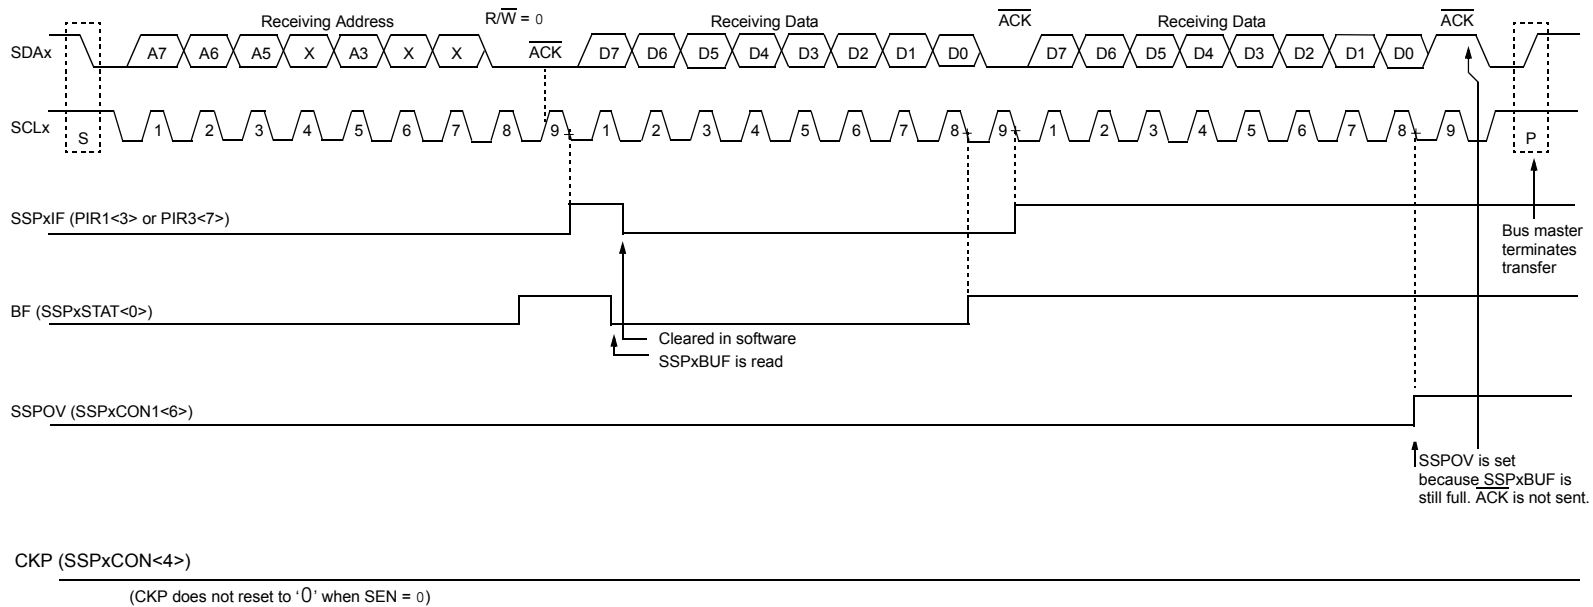 Receiving Address R/W = 0 Receiving Data ACK Receiving Data ACK
SDAx A7 A6 A5 X A3 X X ACK D7 D6 D5 D4 D3 D2 D1 D0 D7 D6 D5 D4 D3 D2 D1 D0
SCLx S 1 2 3 4 5 6 7 8 9 1 2 3 4 5 6 7 8 9 1 2 3 4 5 6 7 8 9 P
SSPxIF (PIR1<3> or PIR3<7>)
Bus master
terminates
transfer
BF (SSPxSTAT<0>)
Cleared in software
SSPxBUF is read
SSPOV (SSPxCON1<6>)
SSPOV is set
because SSPxBUF is
still full. ACK is not sent.
CKP (SSPxCON<4>)
(CKP does not reset to ‘0’ when SEN = 0)